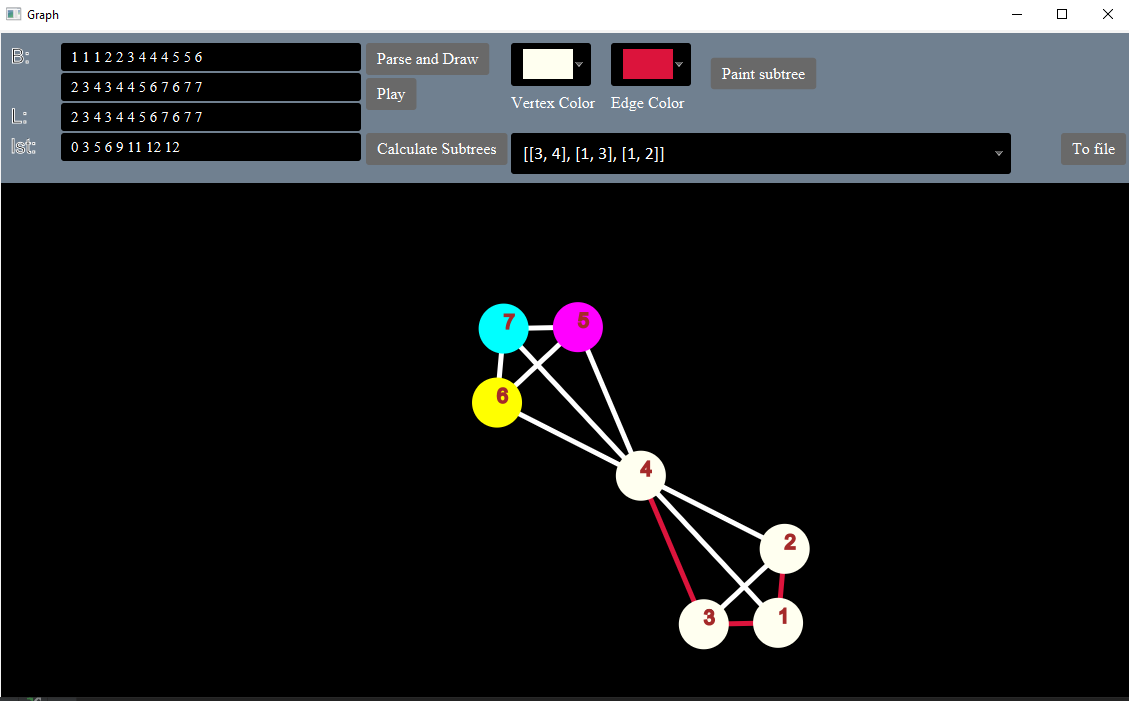 Graph
B:
1 1 1 2 2 3 4 4 4 5 5 6
Parse and Draw
2 3 4 3 4 4 5 6 7 6 7 7
Play
Vertex Color
Edge Color
Paint subtree
L:
2 3 4 3 4 4 5 6 7 6 7 7
lst:
0 3 5 6 9 11 12 12
Calculate Subtrees
[[3, 4], [1, 3], [1, 2]]
To file
7
5
6
4
2
3
1